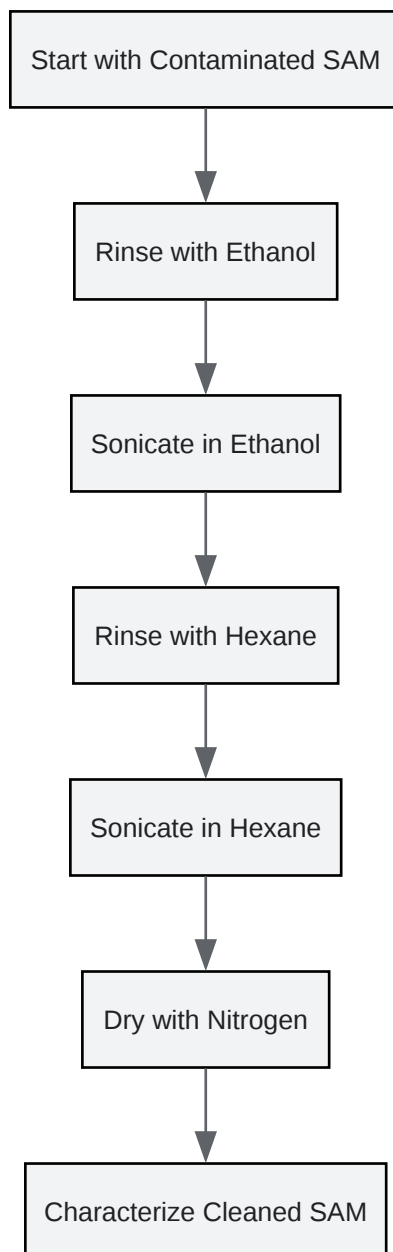 Start with Contaminated SAM
Rinse with Ethanol
Sonicate in Ethanol
Rinse with Hexane
Sonicate in Hexane
Dry with Nitrogen
Characterize Cleaned SAM